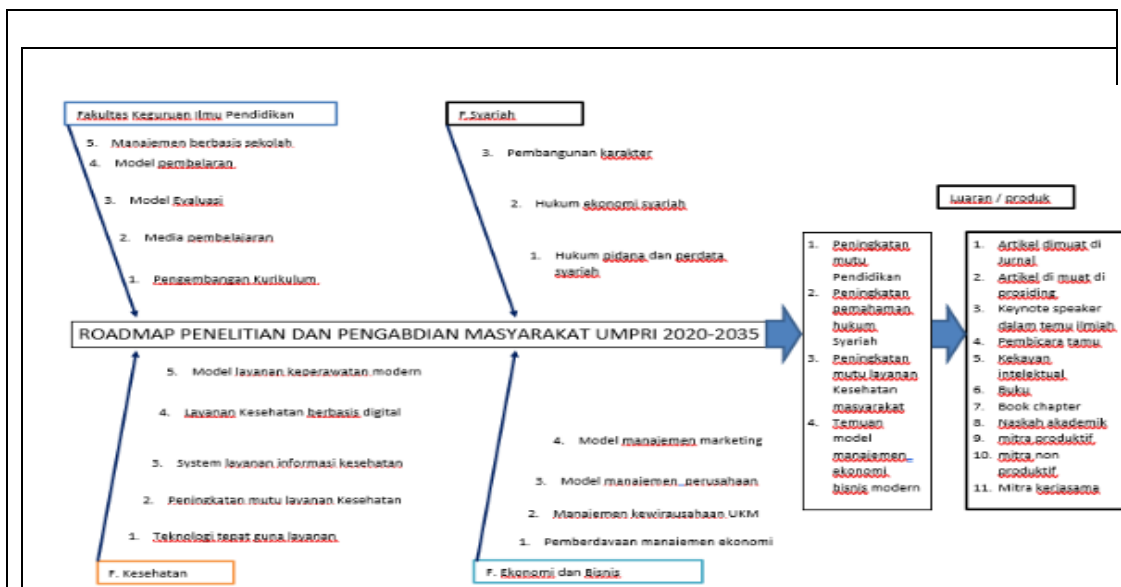 Fakultas Keguruan Ilmu Pendidikan
5. Manajemen berbasis sekolah
4. Model pembelaran
3. Model Evaluasi
2. Media pembelajaran
1. Pengembangan Kurikulum
F.Syariah
3. Pembangunan karakter
2. Hukum ekonomi syariah
1. Hukum pidana dan perdata
syariah
ROADMAP PENELITIAN DAN PENGABDIAN MASYARAKAT UMPRI 2020-2035
5. Model layanan keperawatan modern
4. Layanan Kesehatan berbasis digital
3. System layanan informasi kesehatan
2. Peningkatan mutu layanan Kesehatan
1. Teknologi tepat guna layanan
F. Kesehatan
4. Model manajemen marketing
3. Model manajemen perusahaan
2. Manajemen kewirausahaan UKM
1. Pemberdayaan manajemen ekonomi
F. Ekonomi dan Bisnis
1. Peningkatan
mutu
Pendidikan
2. Peningkatan
pemahaman
hukum
Syariah
3. Peningkatan
mutu layanan
Kesehatan
masyarakat
4. Temuan
model
manajemen
ekonomi
bisnis modern
Luaran / produk
1. Artikel dimuat di
Jurnal
2. Artikel di muat di
prosiding
3. Keynote speaker
dalam temu ilmiah
4. Pembicara tamu
5. Kekayan
intelektual
6. Buku
7. Book chapter
8. Naskah akademik
9. mitra produktif
10. mitra non
produktif
11. Mitra kerjasama